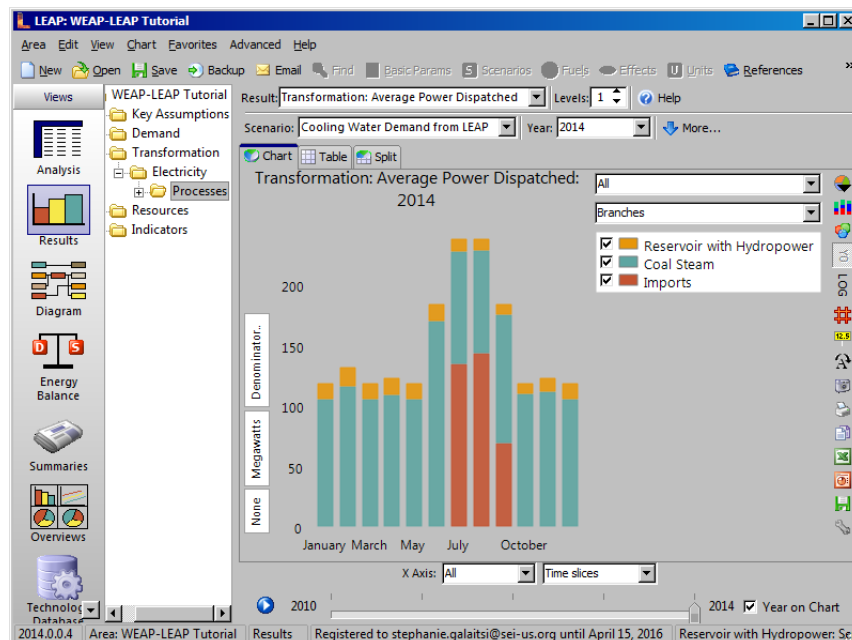 LEAP: WEAP-LEAP Tutorial
Area Edit View Chart Favorites Advanced Help
New Open Save Backup Email Find Basic Params S Scenarios Fuels Effects U Units References »
Views
Analysis
Results
Diagram
D S
Energy
Balance
Summaries
Overviews
Technolog
Database
WEAP-LEAP Tutorial
Key Assumptions
Demand
Transformation
Electricity
Processes
Resources
Indicators
Result: Transformation: Average Power Dispatched Levels: 1 Help
Scenario: Cooling Water Demand from LEAP Year: 2014 More...
Chart Table Split
Transformation: Average Power Dispatched:
2014
All
Branches
Reservoir with Hydropower
Coal Steam
Imports
200
150
100
50
0
Denominator..
Megawatts
None
January March May July October
LOG
12.5
X Axis: All Time slices
2010 2014 Year on Chart
2014.0.0.4 Area: WEAP-LEAP Tutorial Results Registered to stephanie.galaitsi@sei-us.org until April 15, 2016 Reservoir with Hydropower: Se